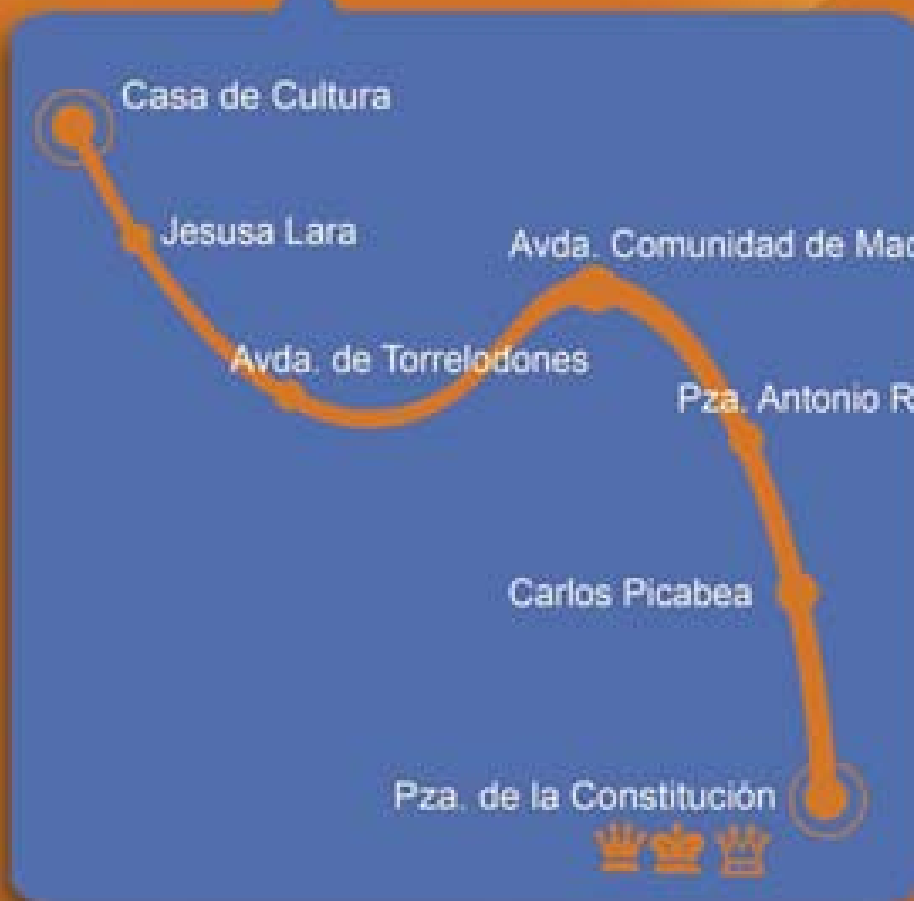 Casa de Cultura
Jesusa Lara
Avda. Comunidad de
Avda. de Torrelodones
Pza. Antonio
Carlos Picabea
Pza. de la Constitución